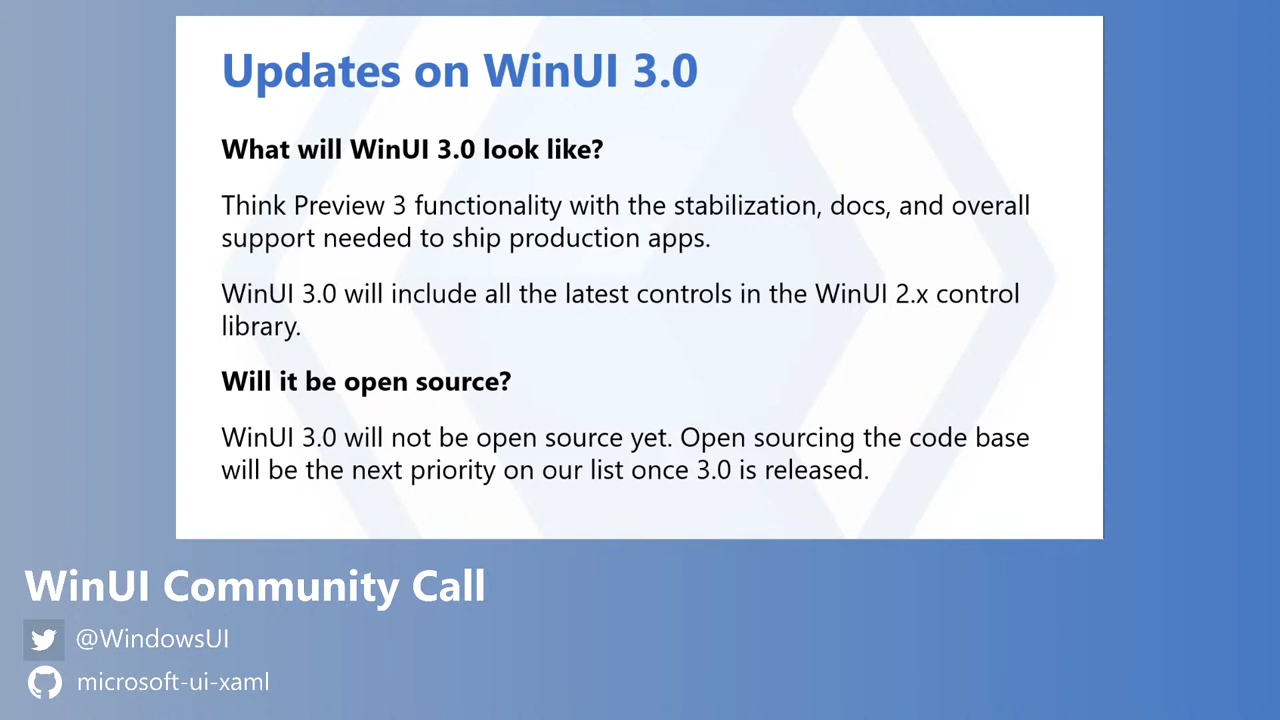 Updates on WinUI 3.0
What will WinUI 3.0 look like?
Think Preview 3 functionality with the stabilization, docs, and overall
support needed to ship production apps.
WinUI 3.0 will include all the latest controls in the WinUI 2.x control
library.
Will it be open source?
WinUI 3.0 will not be open source yet. Open sourcing the code base
will be the next priority on our list once 3.0 is released.
WinUI Community Call
@WindowsUI
microsoft-ui-xaml